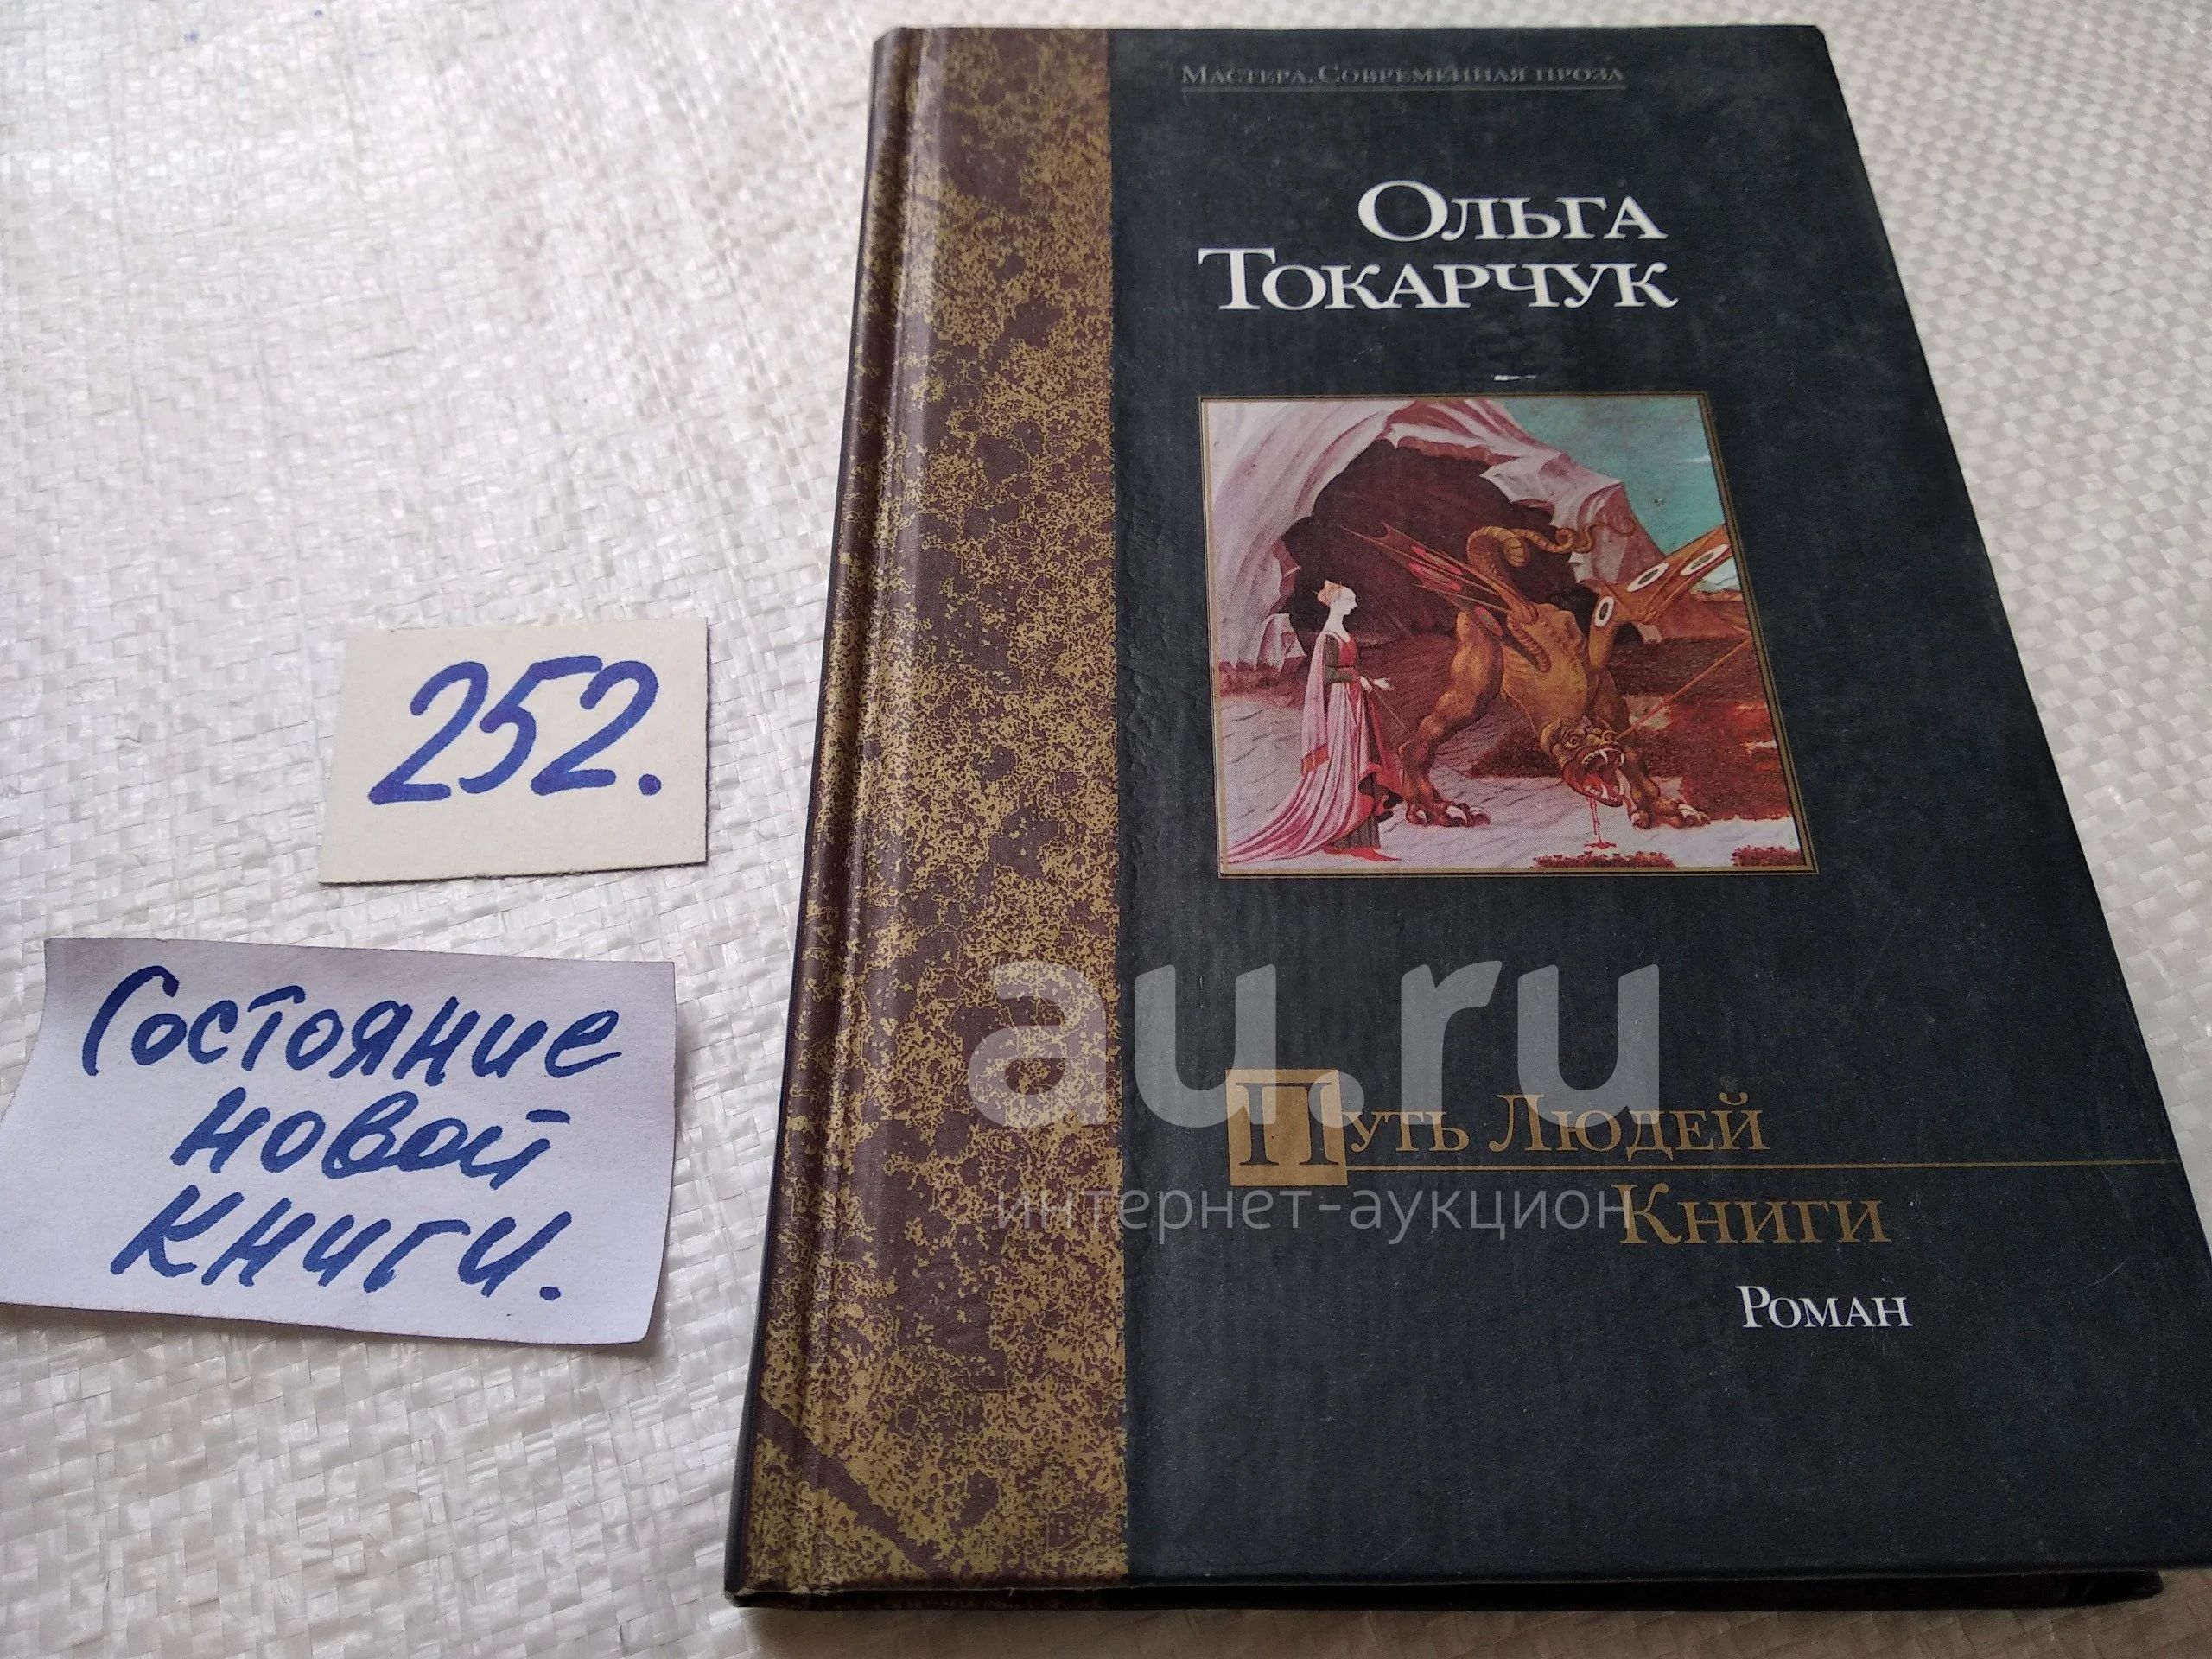 Мастера. Современная проза
Ольга
Токарчук
252.
Состояние
новой
книги.
au.ru
Путь Людей
интернет-аукцион
Книги
Роман